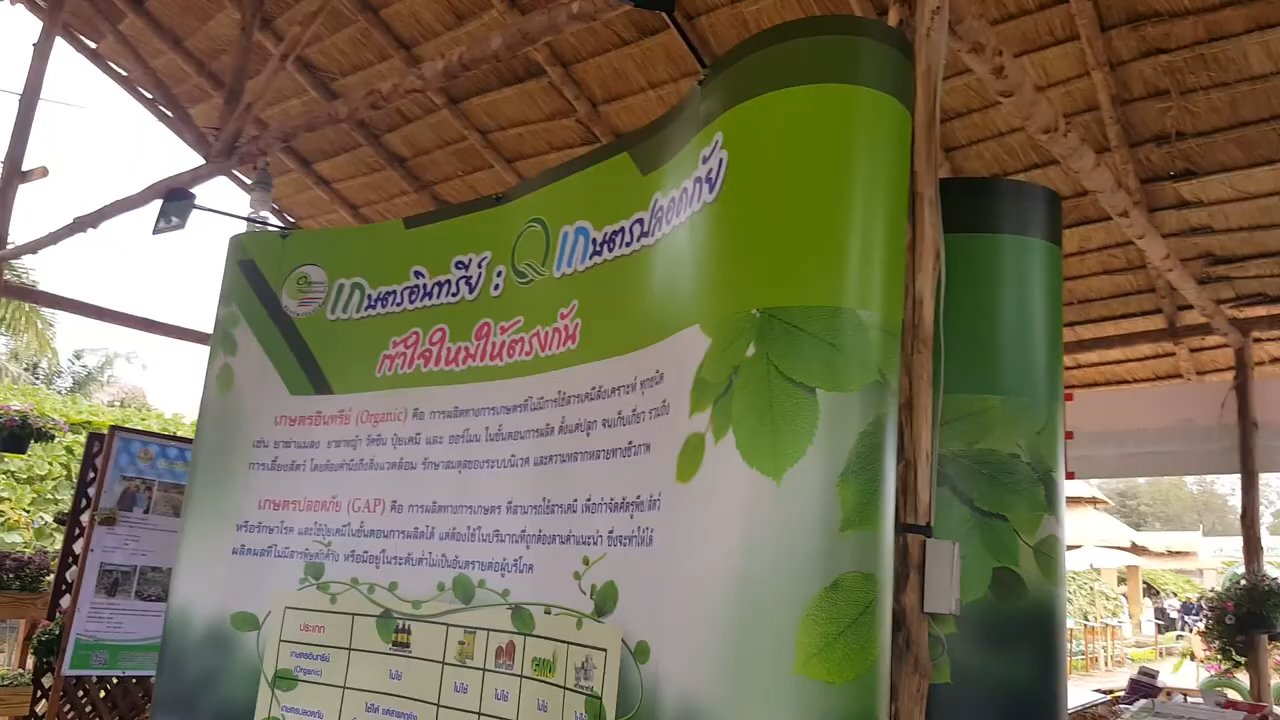 เกษตรอินทรีย์ : Q เกษตรปลอดภัย
เข้าใจใหม่ให้ตรงกัน
เกษตรอินทรีย์ (Organic) คือ การผลิตทางการเกษตรที่ไม่มีการใช้สารเคมีสังเคราะห์ ทุกชนิด
เช่น ยาฆ่าแมลง ยาฆ่าหญ้า วัคซีน ปุ๋ยเคมี และ ฮอร์โมน ในขั้นตอนการผลิต ตั้งแต่ปลูก จนเก็บเกี่ยว รวมถึง
การเลี้ยงสัตว์ โดยต้องคำนึงถึงสิ่งแวดล้อม รักษาสมดุลของระบบนิเวศ และความหลากหลายทางชีวภาพ
เกษตรปลอดภัย (GAP) คือ การผลิตทางการเกษตร ที่สามารถใช้สารเคมี เพื่อกำจัดศัตรูพืช/สัตว์
หรือรักษาโรค และใช้ปุ๋ยเคมีในขั้นตอนการผลิตได้ แต่ต้องใช้ในปริมาณที่ถูกต้องตามคำแนะนำ ซึ่งจะทำให้ได้
ผลิตผลที่ไม่มีสารพิษตกค้าง หรือมีอยู่ในระดับต่ำไม่เป็นอันตรายต่อผู้บริโภค
ประเภท GMO
เกษตรอินทรีย์ (Organic) ไม่ใช้ ไม่ใช้ ไม่ใช้ ไม่ใช้ ไม่ใช้
เกษตรปลอดภัย ใช้ได้